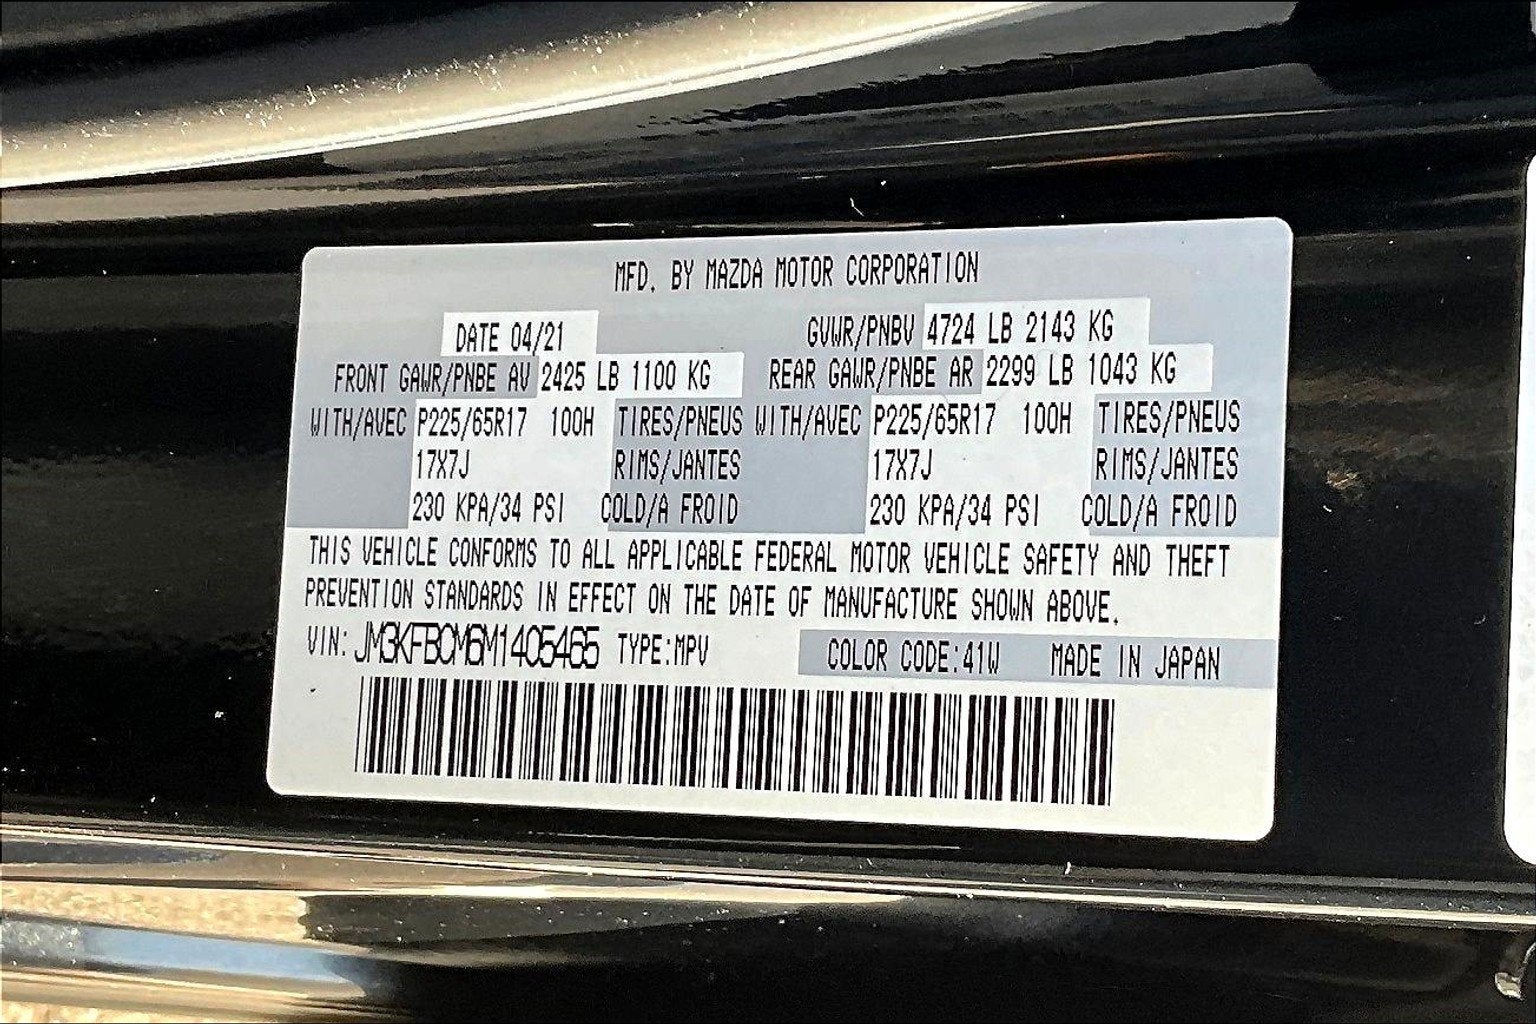 MFD. BY MAZDA MOTOR CORPORATION
DATE 04/21 GVWR/PNBV 4724 LB 2143 KG
FRONT GAWR/PNBE AV 2425 LB 1100 KG REAR GAWR/PNBE AR 2299 LB 1043 KG
WITH/AVEC P225/65R17 100H TIRES/PNEUS WITH/AVEC P225/65R17 100H TIRES/PNEUS
17X7J RIMS/JANTES 17X7J RIMS/JANTES
230 KPA/34 PSI COLD/A FROID 230 KPA/34 PSI COLD/A FROID
THIS VEHICLE CONFORMS TO ALL APPLICABLE FEDERAL MOTOR VEHICLE SAFETY AND THEFT
PREVENTION STANDARDS IN EFFECT ON THE DATE OF MANUFACTURE SHOWN ABOVE.
VIN: JM3KFBCM6M1405465 TYPE:MPV COLOR CODE:41W MADE IN JAPAN